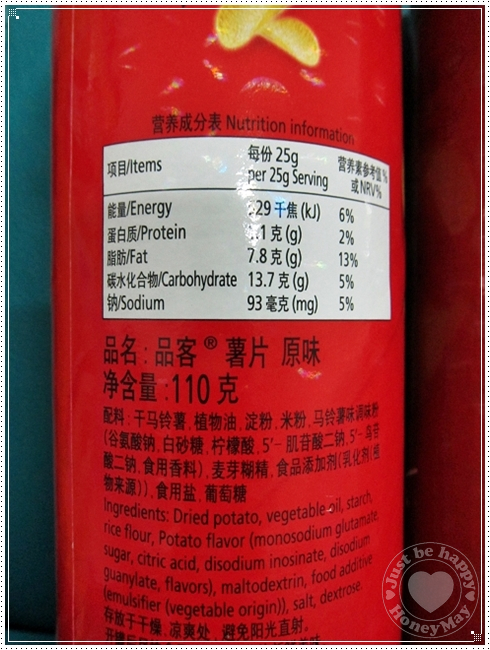 营养成分表 Nutrition information
项目/Items 每份 25g per 25g Serving 营养素参考值% 或NRV%
能量/Energy 29 千焦 (kJ) 6%
蛋白质/Protein .1 克 (g) 2%
脂肪/Fat 7.8 克 (g) 13%
碳水化合物/Carbohydrate 13.7 克 (g) 5%
钠/Sodium 93 毫克 (mg) 5%
品名: 品客® 薯片 原味
净含量:110 克
配料: 干马铃薯, 植物油, 淀粉, 米粉, 马铃薯味调味粉
(谷氨酸钠, 白砂糖, 柠檬酸, 5′- 肌苷酸二钠, 5′- 鸟苷
酸二钠, 食用香料), 麦芽糊精, 食品添加剂(乳化剂(植
物来源)), 食用盐, 葡萄糖
Ingredients: Dried potato, vegetable oil, starch,
rice flour, Potato flavor (monosodium glutamate,
sugar, citric acid, disodium inosinate, disodium
guanylate, flavors), maltodextrin, food additive
(emulsifier (vegetable origin)), salt, dextrose.
存放于干燥, 凉爽处, 避免阳光直射.
Just be happy
HoneyMay